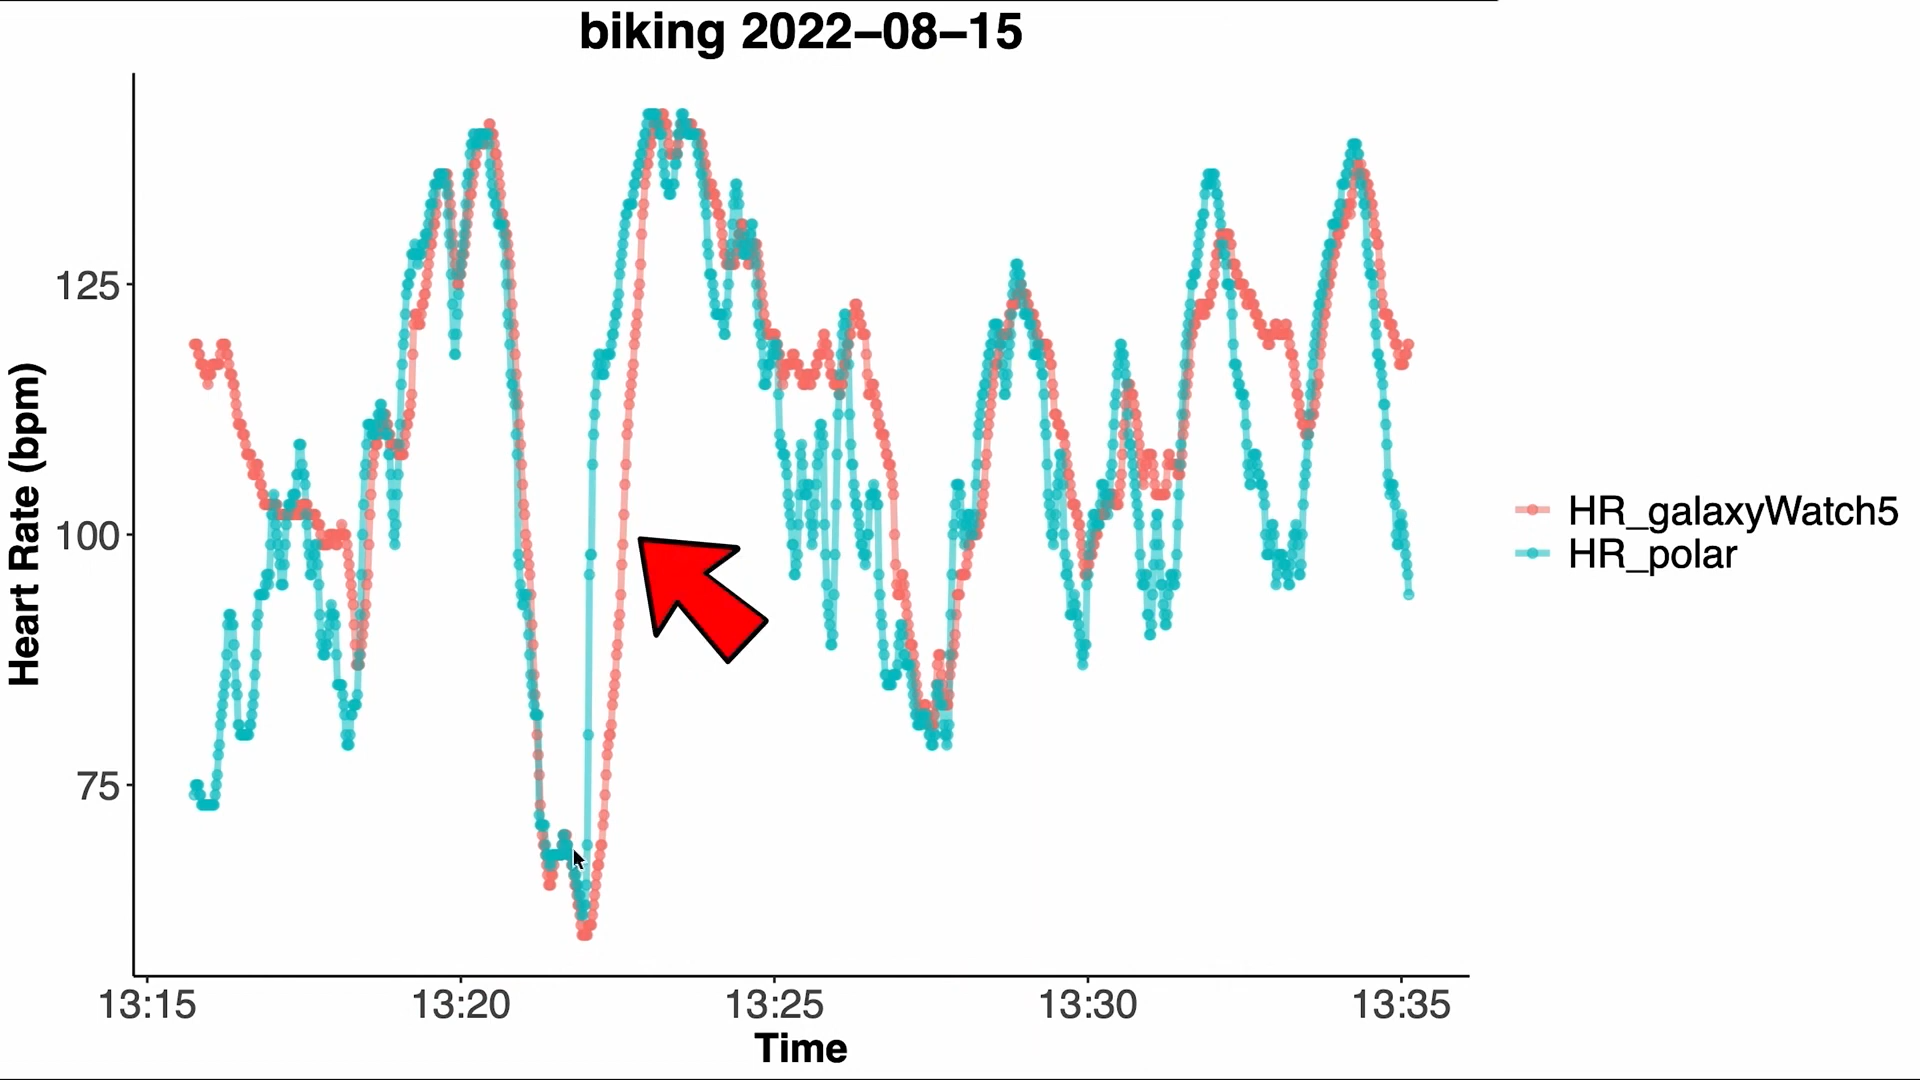 biking 2022–08–15
Heart Rate (bpm)
125
100
75
13:15
13:20
13:25
13:30
13:35
Time
HR_galaxyWatch5
HR_polar